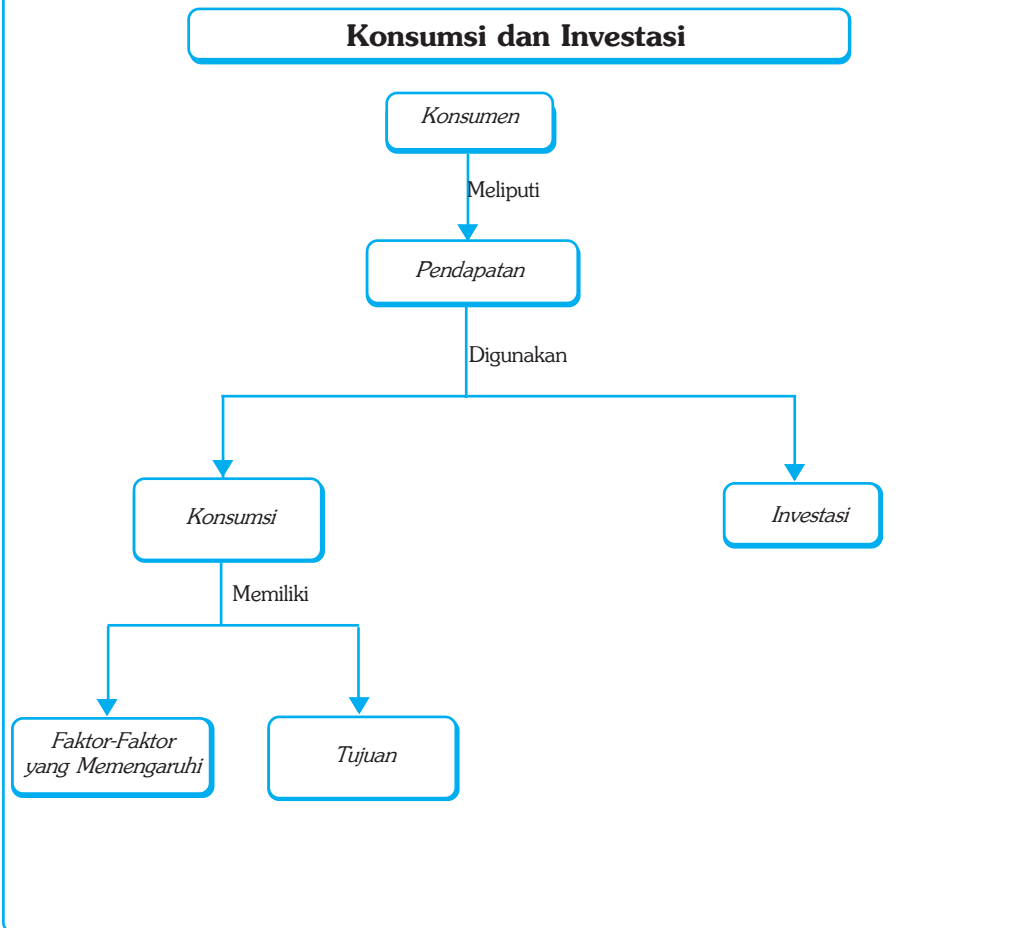 Konsumsi dan Investasi
Konsumen
Meliputi
Pendapatan
Digunakan
Konsumsi
Investasi
Memiliki
Faktor-Faktor
yang Memengaruhi
Tujuan